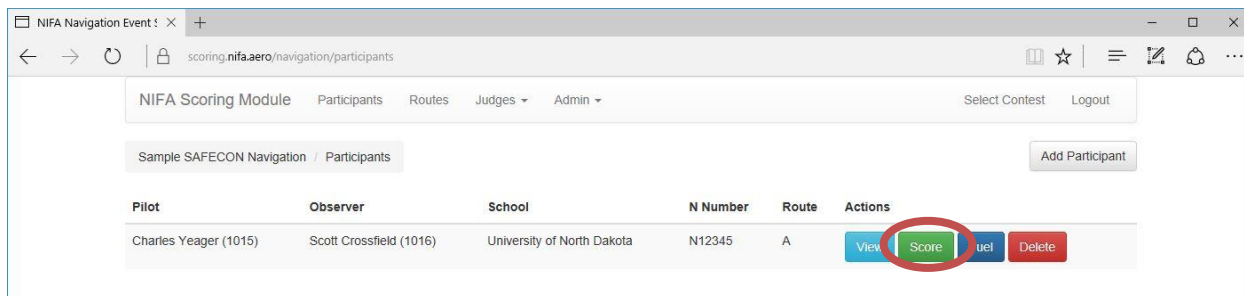 NIFA Navigation Event S
scoring.nifa.aero/navigation/participants
NIFA Scoring Module Participants Routes Judges Admin Select Contest Logout
Sample SAFECON Navigation / Participants Add Participant
Pilot Observer School N Number Route Actions
Charles Yeager (1015) Scott Crossfield (1016) University of North Dakota N12345 A View Score uel Delete